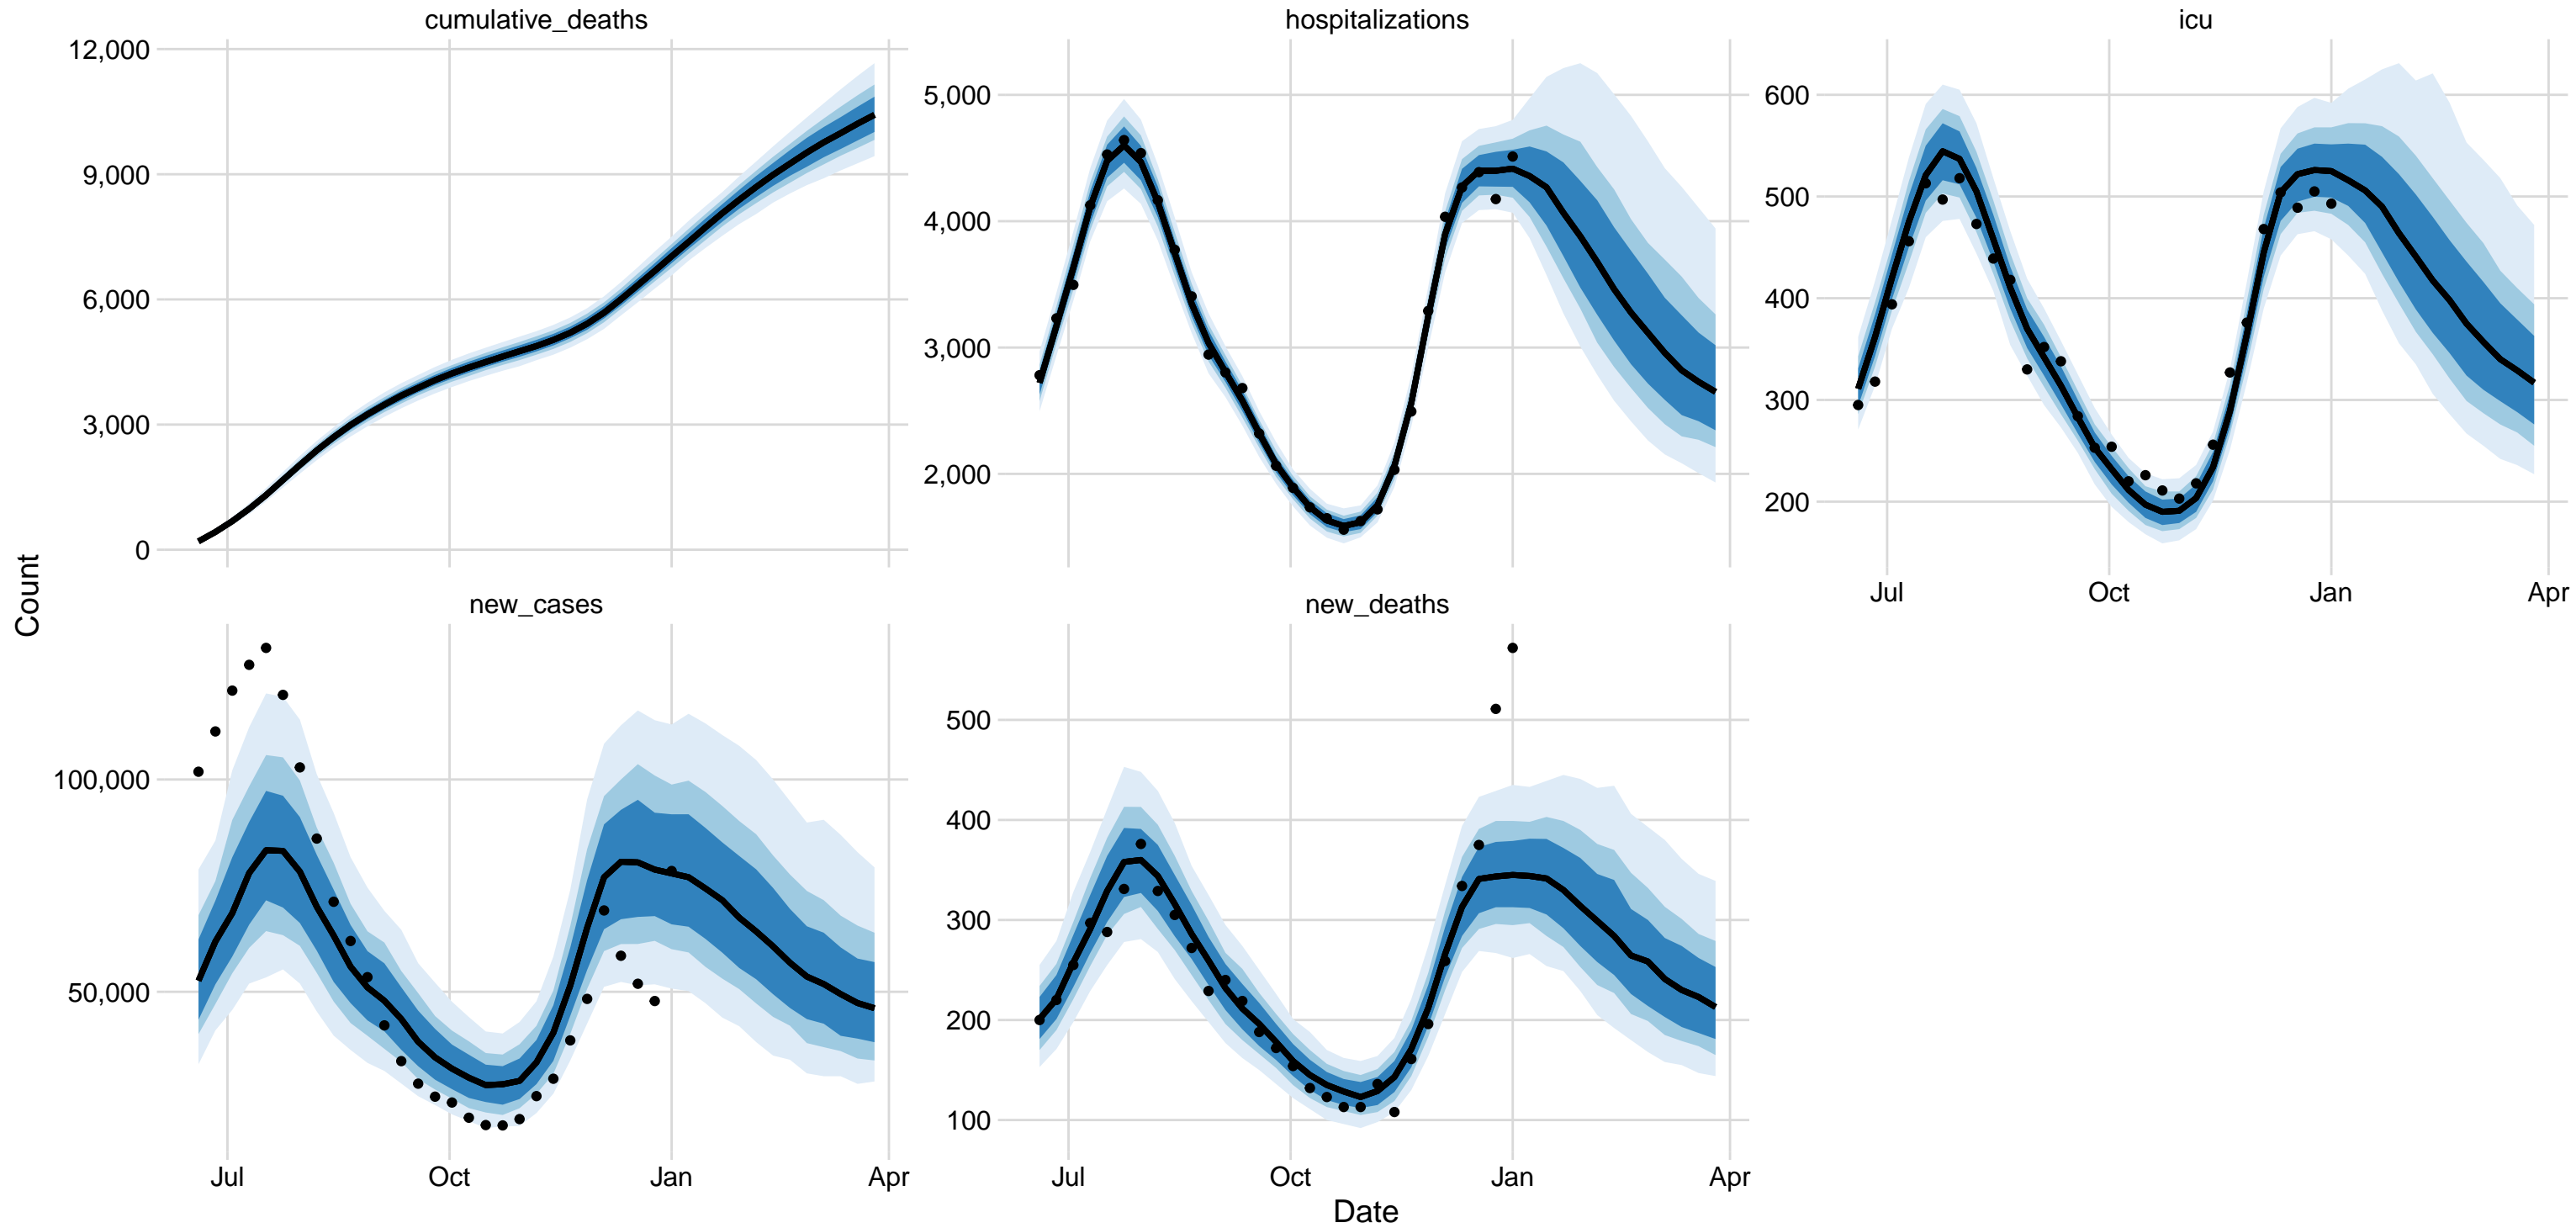 cumulative_deaths
hospitalizations
icu
12,000
9,000
6,000
3,000
0
5,000
4,000
3,000
2,000
600
500
400
300
200
Jul Oct Jan Apr
Count
new_cases
new_deaths
100,000
50,000
500
400
300
200
100
Jul Oct Jan Apr
Jul Oct Jan Apr
Date